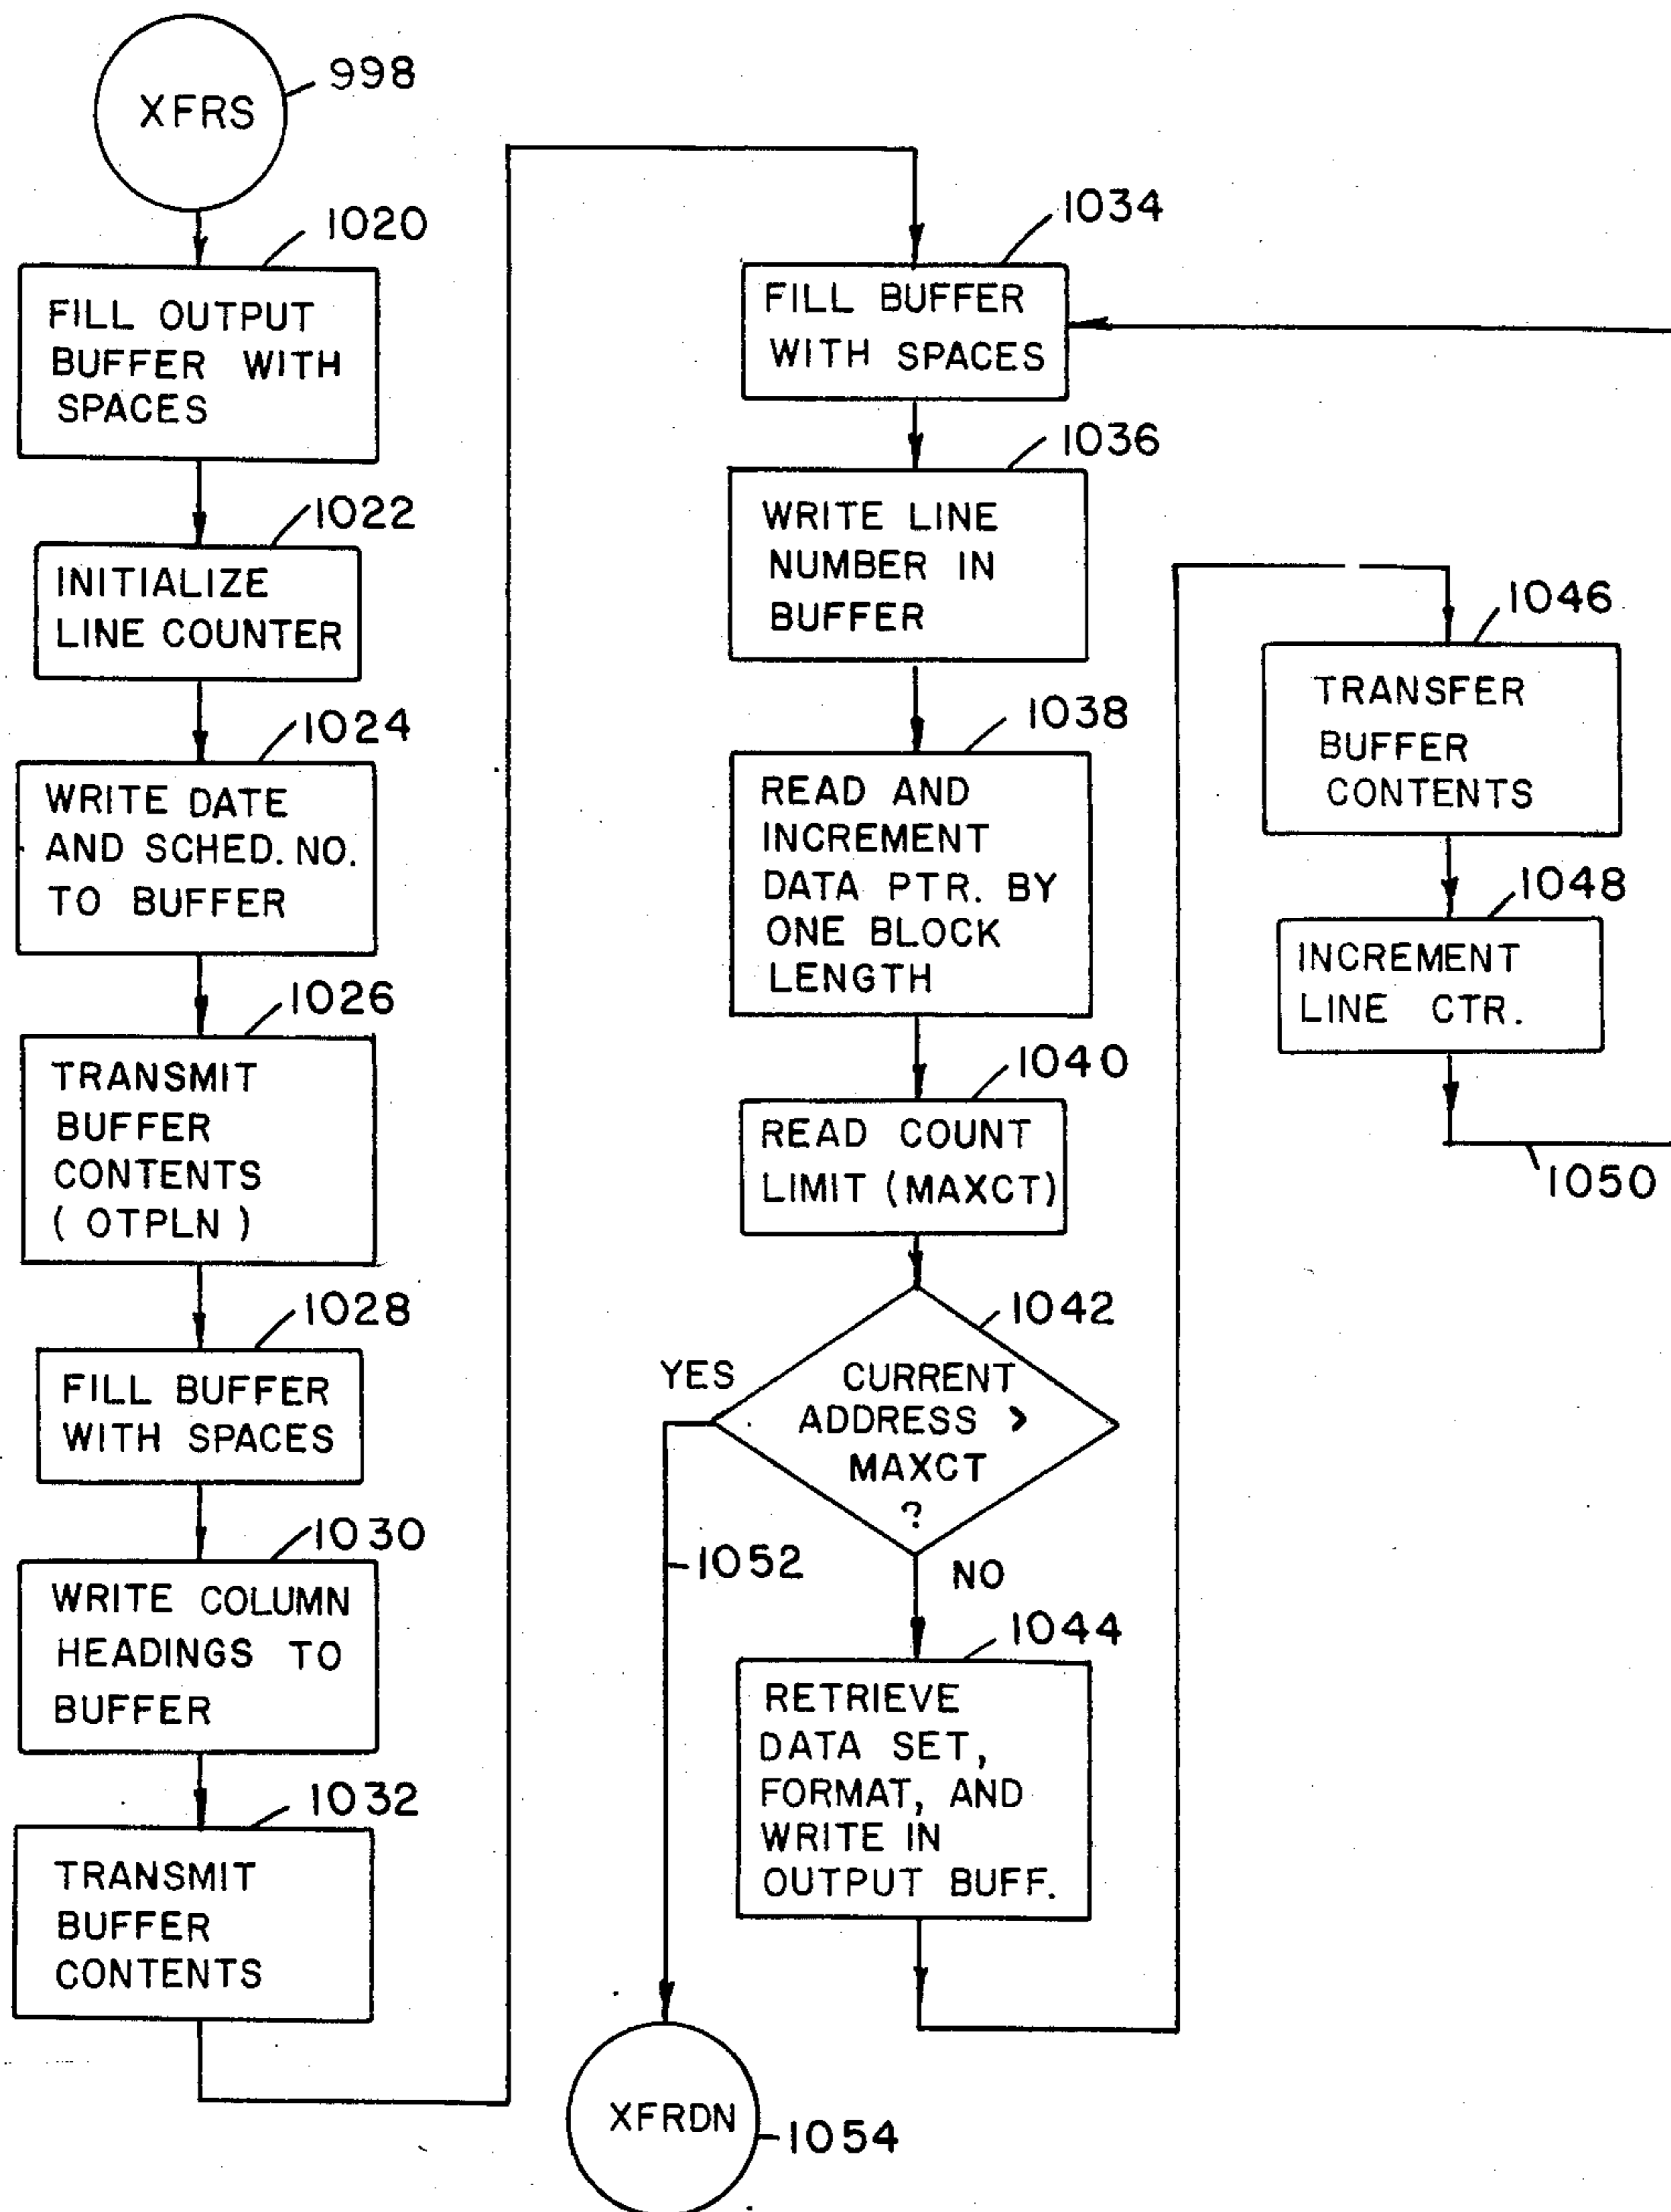 XFRS
998
1020
FILL OUTPUT
BUFFER WITH
SPACES
1022
INITIALIZE
LINE COUNTER
1024
WRITE DATE
AND SCHED. NO.
TO BUFFER
1026
TRANSMIT
BUFFER
CONTENTS
( OTPLN )
1028
FILL BUFFER
WITH SPACES
1030
WRITE COLUMN
HEADINGS TO
BUFFER
1032
TRANSMIT
BUFFER
CONTENTS
1034
FILL BUFFER
WITH SPACES
1036
WRITE LINE
NUMBER IN
BUFFER
1038
READ AND
INCREMENT
DATA PTR. BY
ONE BLOCK
LENGTH
1040
READ COUNT
LIMIT (MAXCT)
1042
YES
CURRENT
ADDRESS >
MAXCT
?
1052
NO
1044
RETRIEVE
DATA SET,
FORMAT, AND
WRITE IN
OUTPUT BUFF.
XFRDN
1054
1046
TRANSFER
BUFFER
CONTENTS
1048
INCREMENT
LINE CTR.
1050